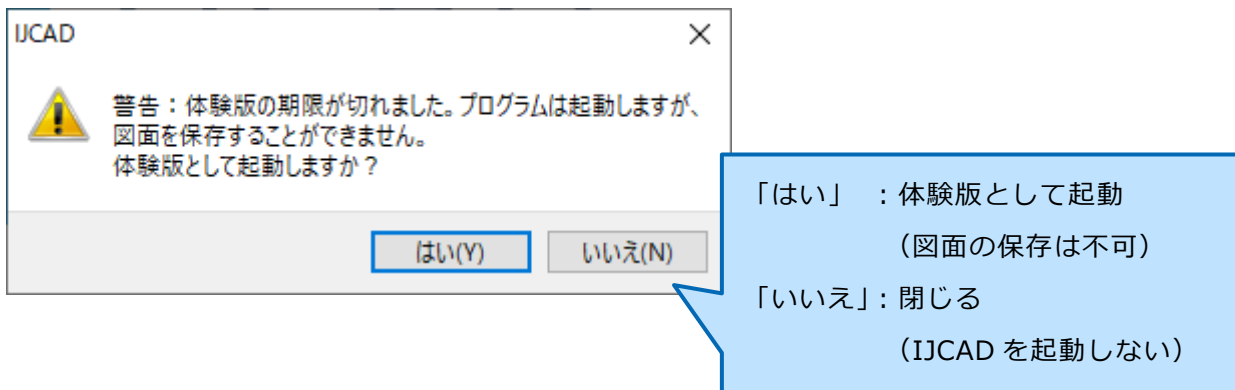 IJCAD
警告：体験版の期限が切れました。プログラムは起動しますが、
図面を保存することができません。
体験版として起動しますか？
はい(Y) いいえ(N)
「はい」 ：体験版として起動
（図面の保存は不可）
「いいえ」：閉じる
（IJCAD を起動しない）